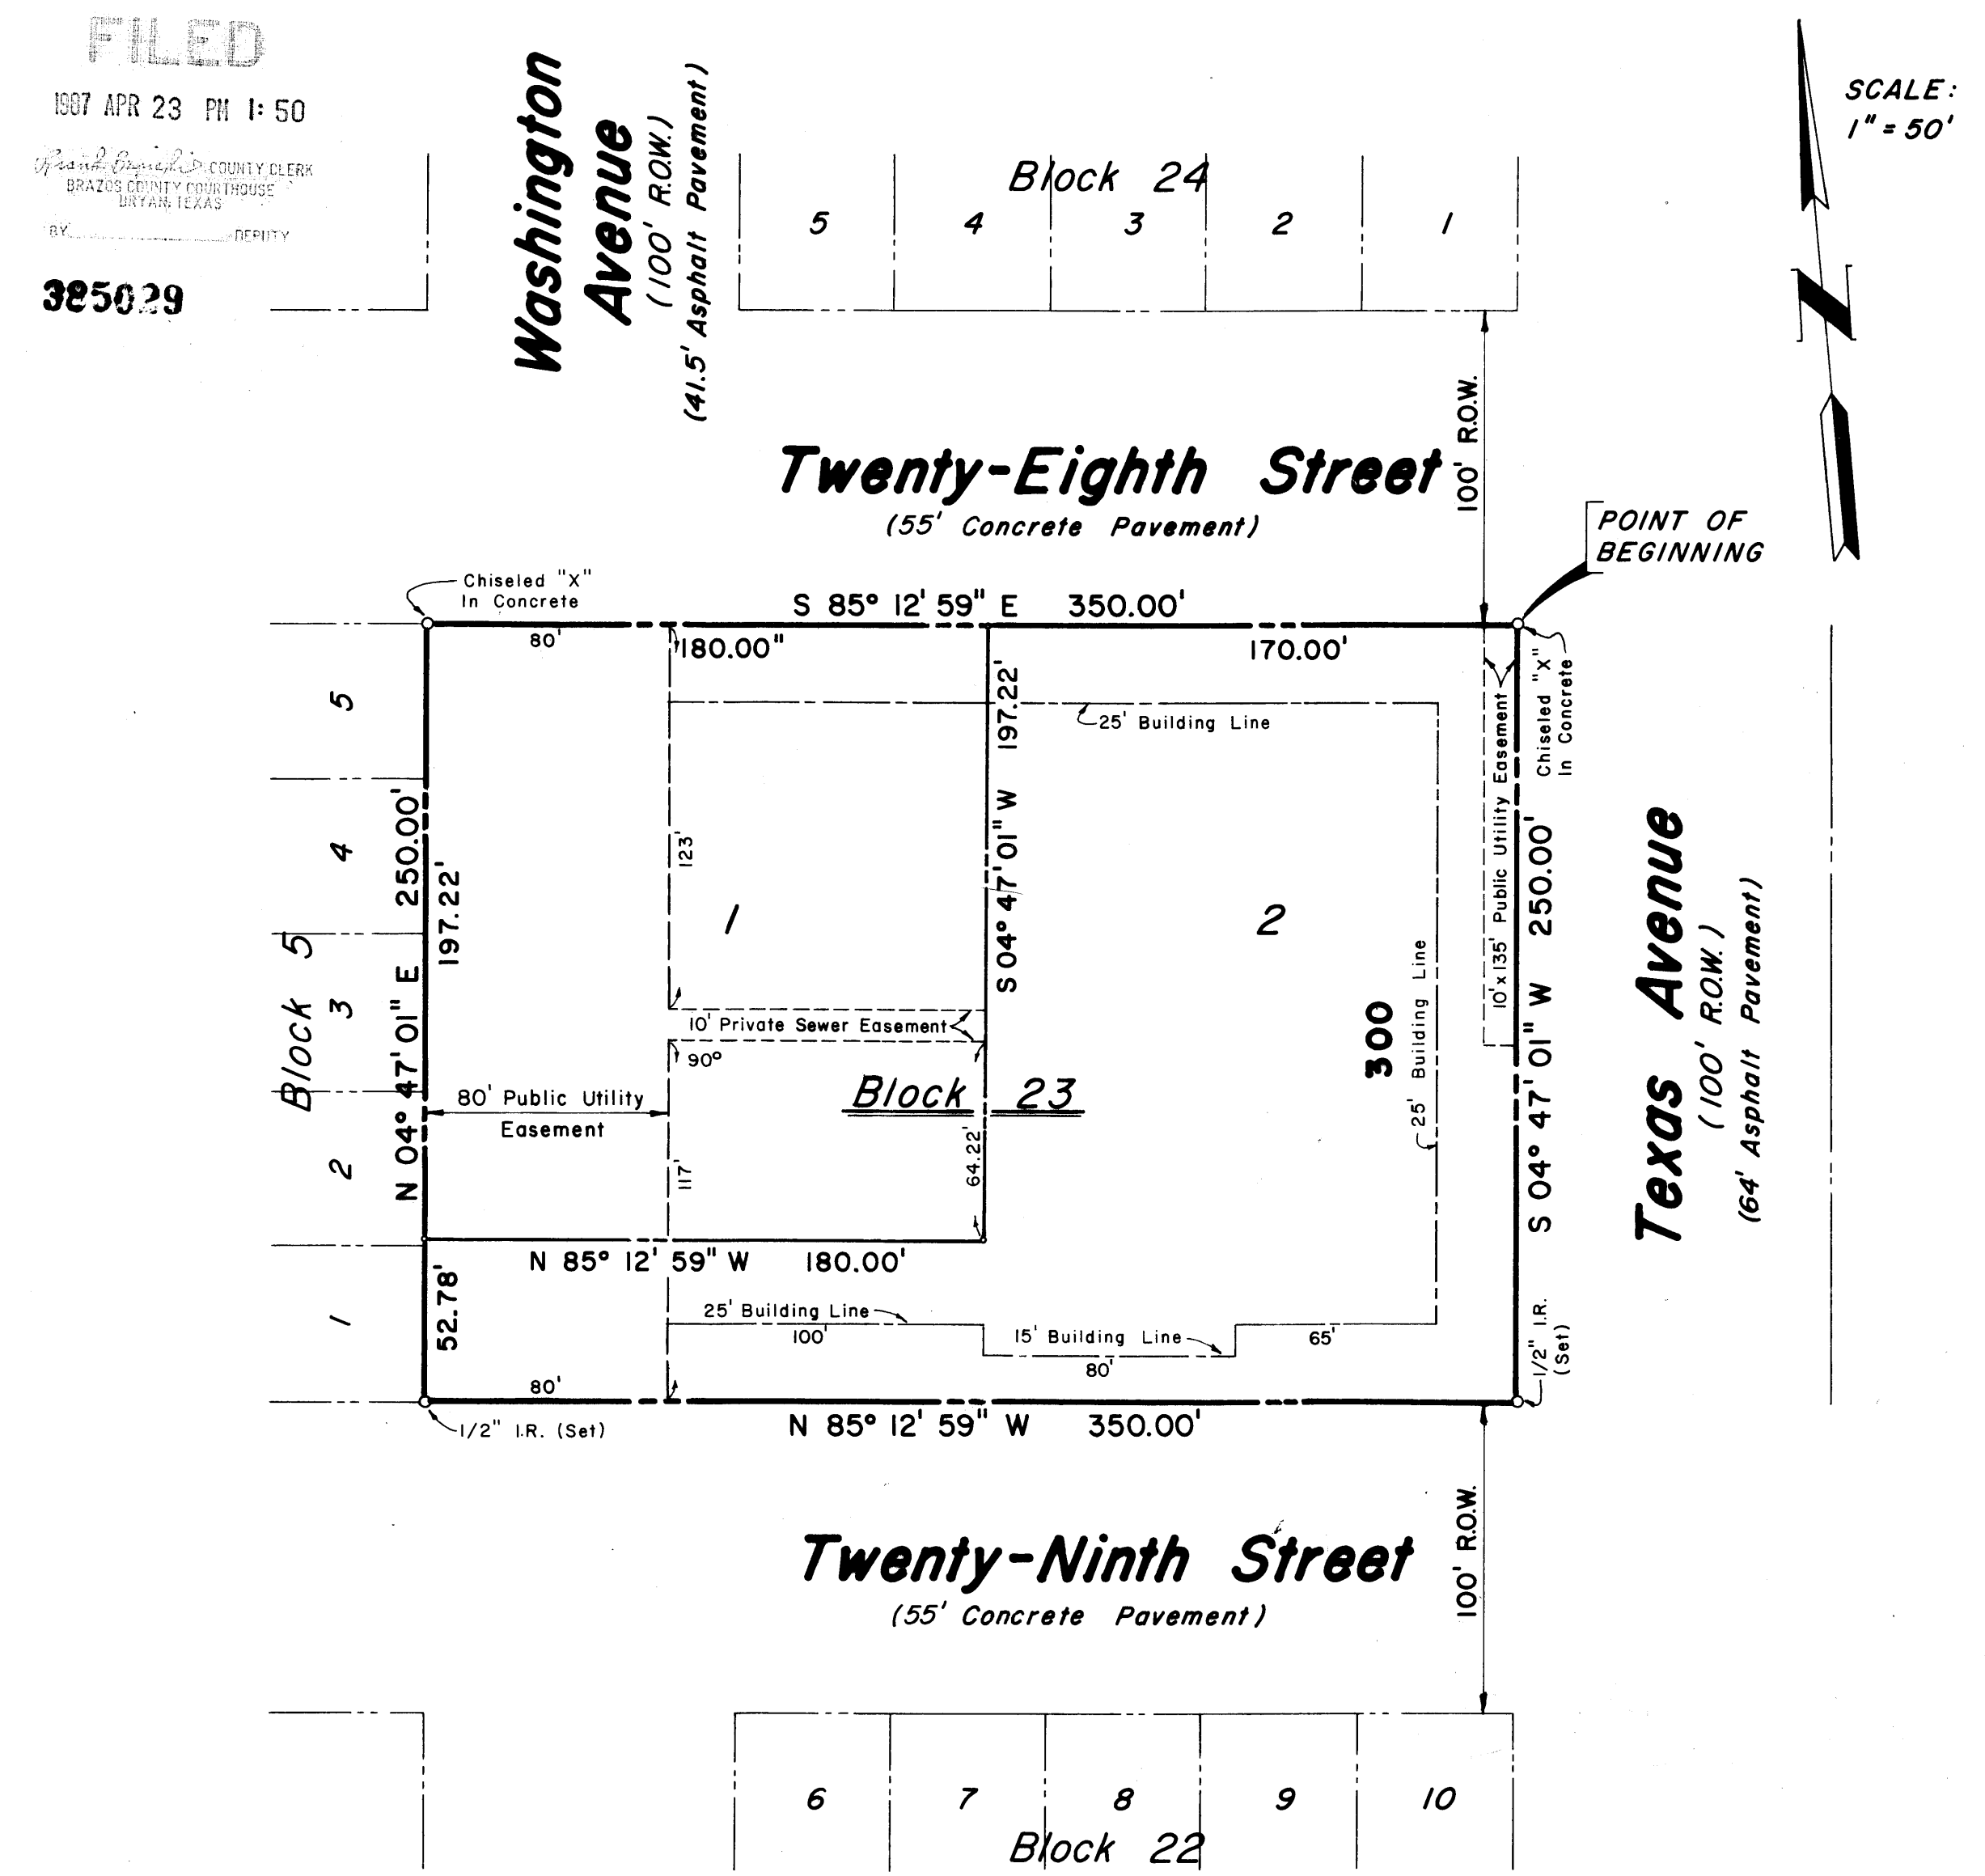 FILED
1987 APR 23 PM 1:50
COUNTY CLERK
BRAZOS COUNTY COURTHOUSE
BRYAN, TEXAS
BY DEPUTY
385029
Washington
Avenue
(100' R.O.W.)
(41.5' Asphalt Pavement)
Block 24
5 4 3 2 1
SCALE:
1" = 50'
N
100' R.O.W.
Twenty-Eighth Street
(55' Concrete Pavement)
POINT OF
BEGINNING
Chiseled "X"
In Concrete
S 85° 12' 59" E 350.00'
80'
180.00"
170.00'
197.22'
S 04° 47' 01" W
25' Building Line
10' x 135' Public Utility Easement
Chiseled "X"
In Concrete
5
4
3
2
1
Block 5
N 04° 47' 01" E 250.00'
197.22'
52.78'
123'
1
2
10' Private Sewer Easement
90°
Block 23
80' Public Utility
Easement
117'
64.22'
300
25' Building Line
S 04° 47' 01" W 250.00'
Texas Avenue
(100' R.O.W.)
(64' Asphalt Pavement)
N 85° 12' 59" W 180.00'
25' Building Line
100'
15' Building Line
80'
65'
1/2" I.R.
(Set)
80'
1/2" I.R. (Set)
N 85° 12' 59" W 350.00'
Twenty-Ninth Street
(55' Concrete Pavement)
100' R.O.W.
6 7 8 9 10
Block 22